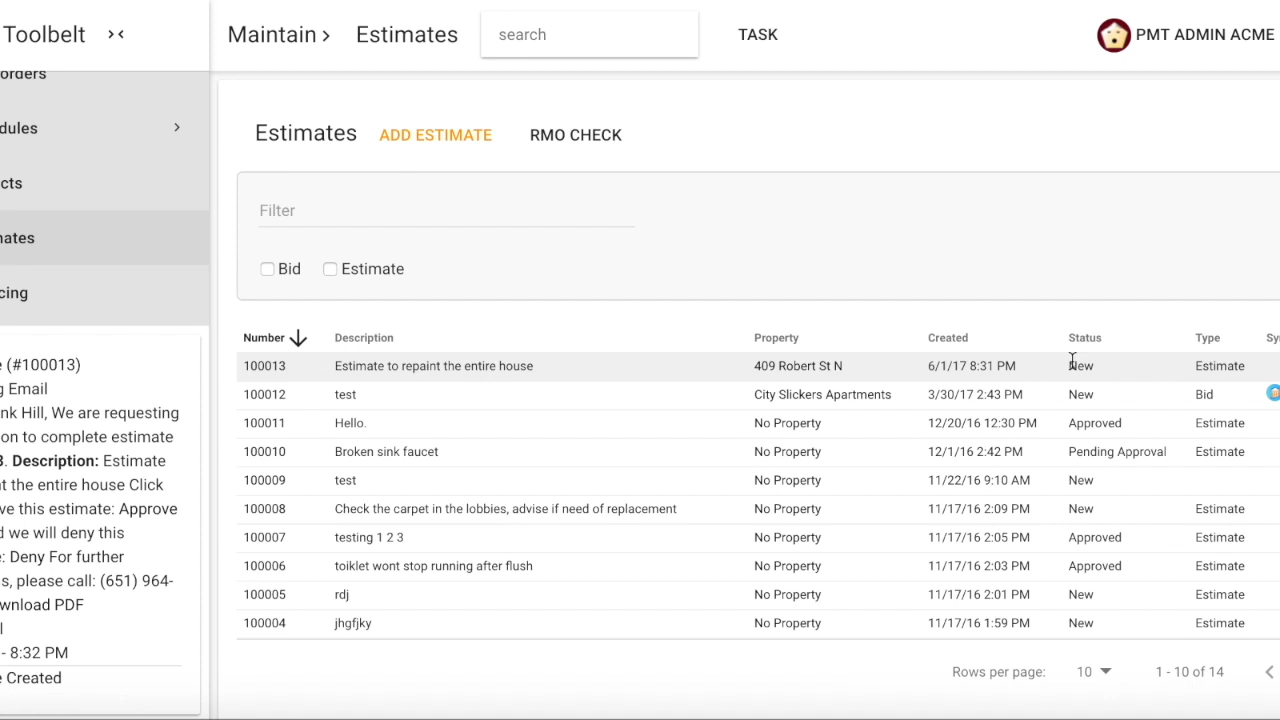 Toolbelt
Maintain › Estimates
search
TASK
PMT ADMIN ACME
orders
dules
cts
nates
cing
e (#100013)
g Email
nk Hill, We are requesting
on to complete estimate
3. Description: Estimate
t the entire house Click
ve this estimate: Approve
d we will deny this
e: Deny For further
s, please call: (651) 964-
wnload PDF
l
- 8:32 PM
e Created
Estimates ADD ESTIMATE RMO CHECK
Filter
Bid Estimate
Number Description Property Created Status Type Sy
100013 Estimate to repaint the entire house 409 Robert St N 6/1/17 8:31 PM New Estimate
100012 test City Slickers Apartments 3/30/17 2:43 PM New Bid
100011 Hello. No Property 12/20/16 12:30 PM Approved Estimate
100010 Broken sink faucet No Property 12/1/16 2:42 PM Pending Approval Estimate
100009 test No Property 11/22/16 9:10 AM New
100008 Check the carpet in the lobbies, advise if need of replacement No Property 11/17/16 2:09 PM New Estimate
100007 testing 1 2 3 No Property 11/17/16 2:05 PM Approved Estimate
100006 toiklet wont stop running after flush No Property 11/17/16 2:03 PM Approved Estimate
100005 rdj No Property 11/17/16 2:01 PM New Estimate
100004 jhgfjky No Property 11/17/16 1:59 PM New Estimate
Rows per page: 10 1 - 10 of 14